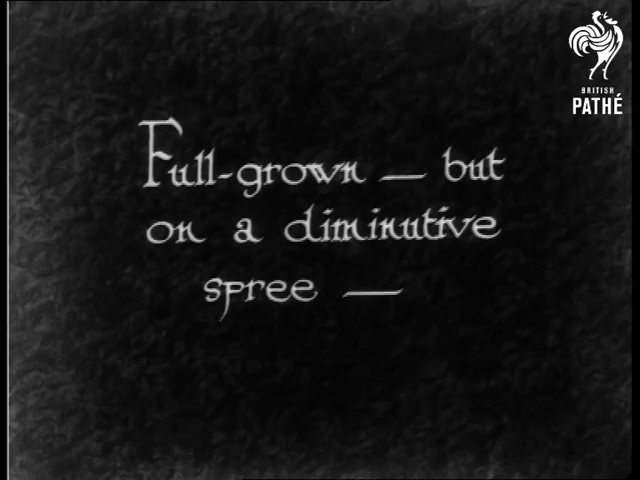 BRITISH
PATHÉ
Full-grown — but
on a diminutive
spree —